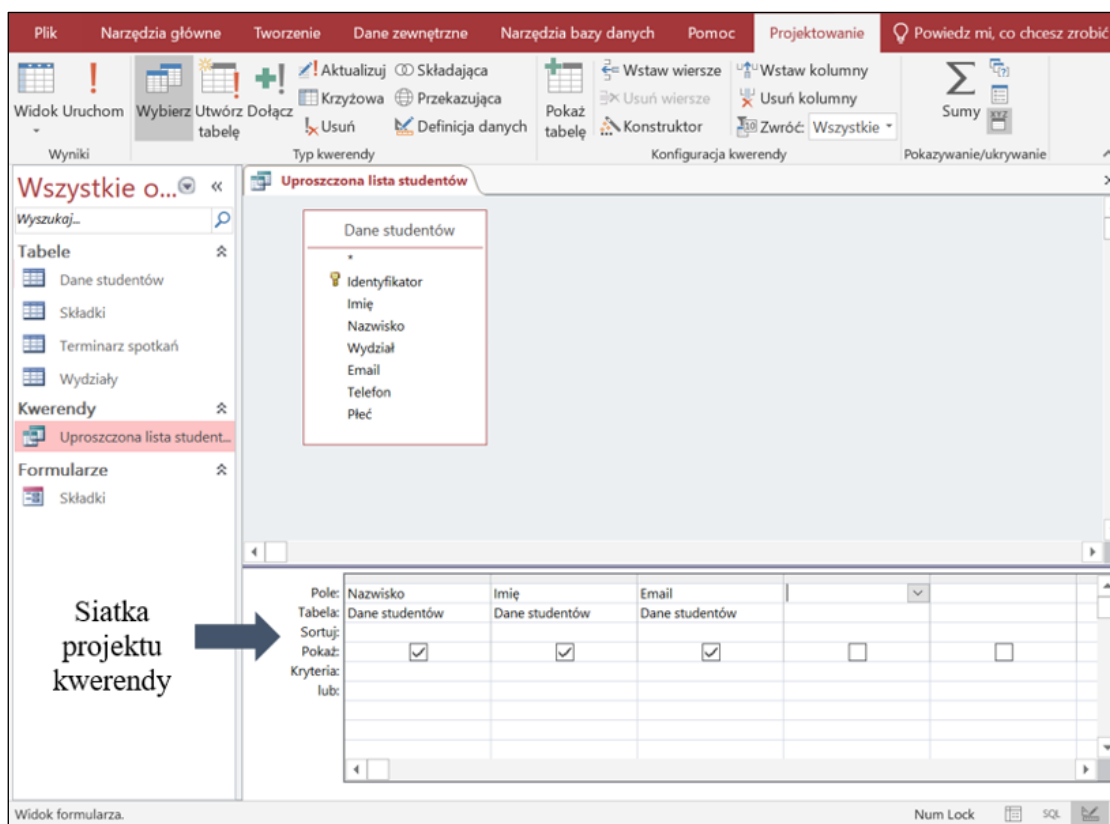 Plik Narzędzia główne Tworzenie Dane zewnętrzne Narzędzia bazy danych Pomoc Projektowanie Powiedz mi, co chcesz zrobić
Widok Uruchom
Wyniki
Wybierz Utwórz tabelę Dołącz
Aktualizuj Składająca
Krzyżowa Przekazująca
Usuń Definicja danych
Typ kwerendy
Pokaż tabelę
Wstaw wiersze Wstaw kolumny
Usuń wiersze Usuń kolumny
Konstruktor Zwróć: Wszystkie
Konfiguracja kwerendy
Sumy
Pokazywanie/ukrywanie
Wszystkie o...
Wyszukaj...
Tabele
Dane studentów
Składki
Terminarz spotkań
Wydziały
Kwerendy
Uproszczona lista student...
Formularze
Składki
Uproszczona lista studentów
Dane studentów
*
Identyfikator
Imię
Nazwisko
Wydział
Email
Telefon
Płeć
Siatka
projektu
kwerendy
Pole: Nazwisko Imię Email
Tabela: Dane studentów Dane studentów Dane studentów
Sortuj:
Pokaż:
Kryteria:
lub:
Widok formularza. Num Lock SQL